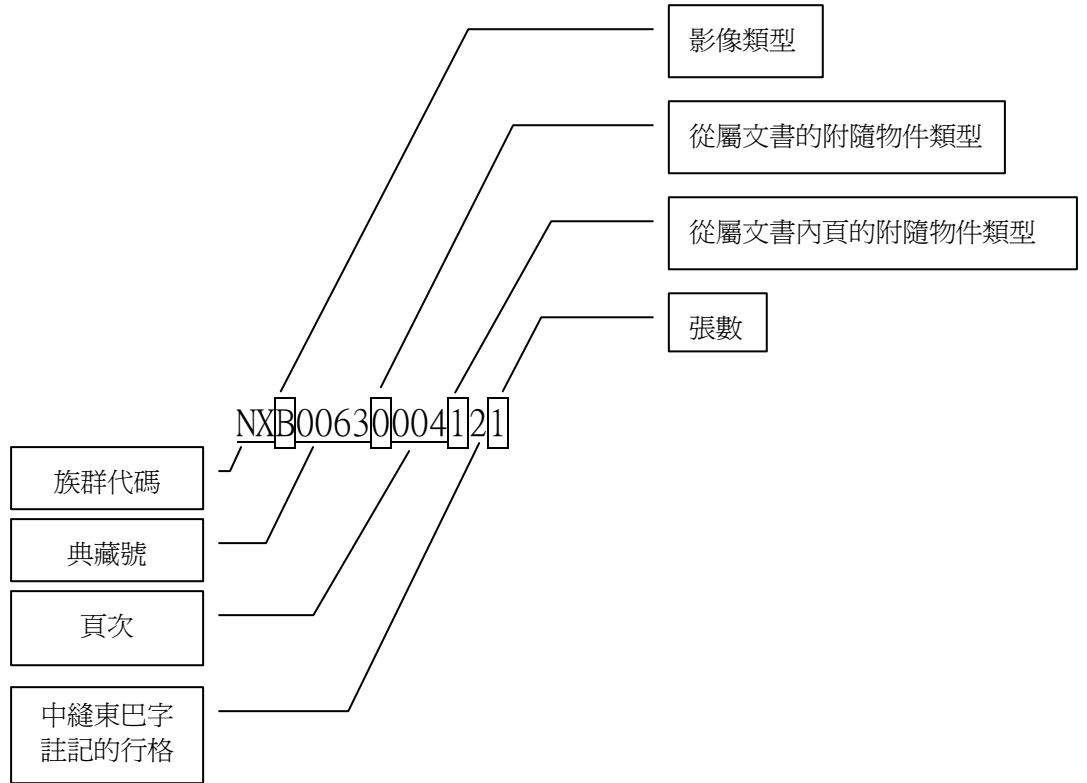 影像類型
從屬文書的附隨物件類型
從屬文書內頁的附隨物件類型
張數
NXB00630004121
族群代碼
典藏號
頁次
中縫東巴字
註記的行格